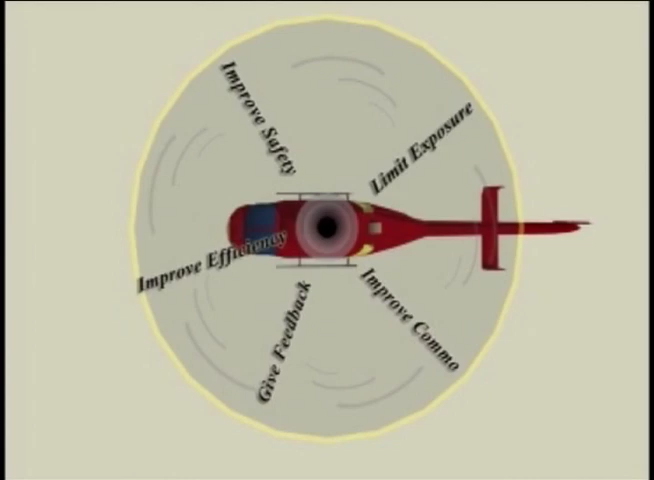 Improve Safety
Limit Exposure
Improve Efficiency
Give Feedback
Improve Commo